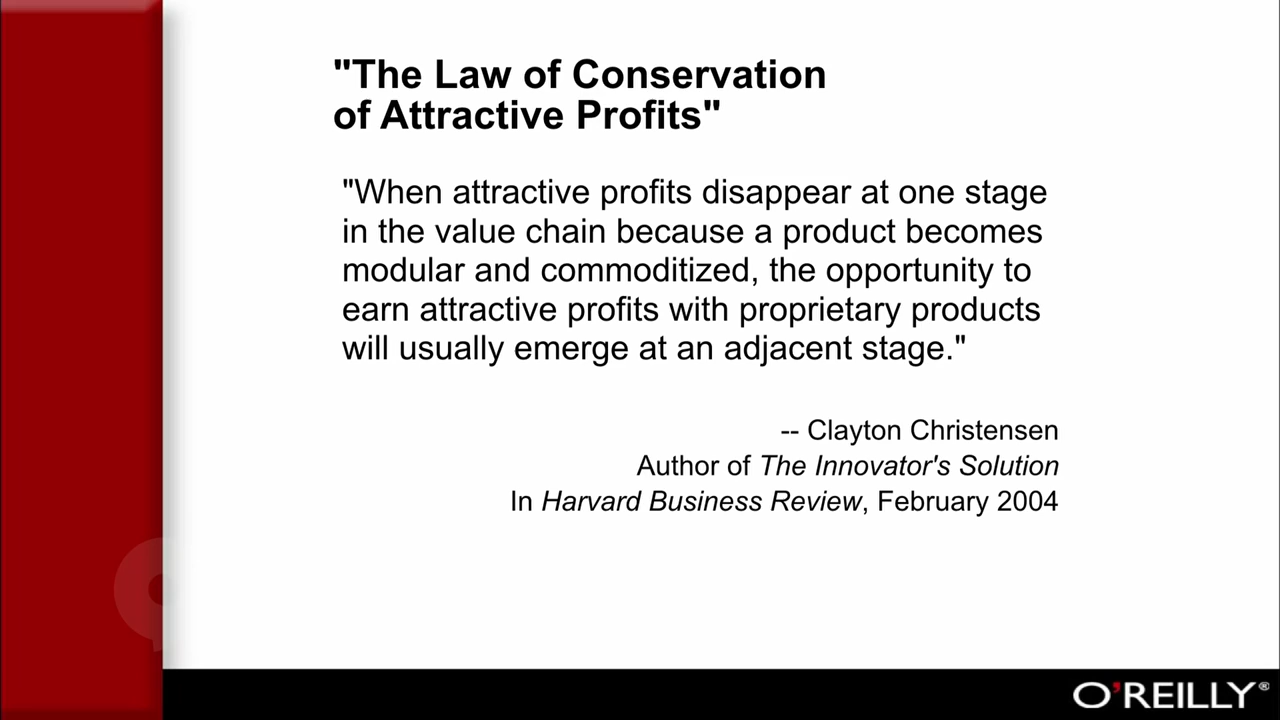 "The Law of Conservation
of Attractive Profits"
"When attractive profits disappear at one stage
in the value chain because a product becomes
modular and commoditized, the opportunity to
earn attractive profits with proprietary products
will usually emerge at an adjacent stage."
-- Clayton Christensen
Author of The Innovator's Solution
In Harvard Business Review, February 2004
O'REILLY®